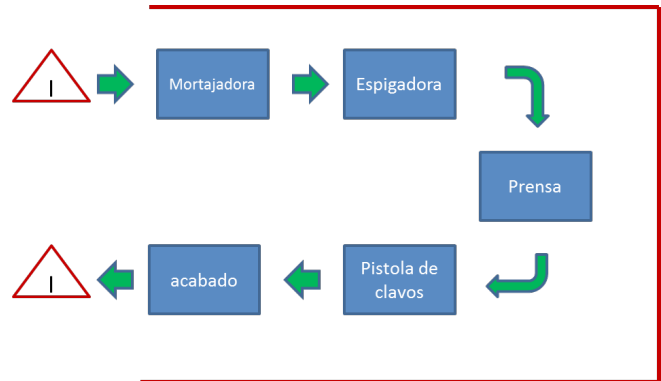 I
Mortajadora
Espigadora
Prensa
Pistola de
clavos
acabado
I